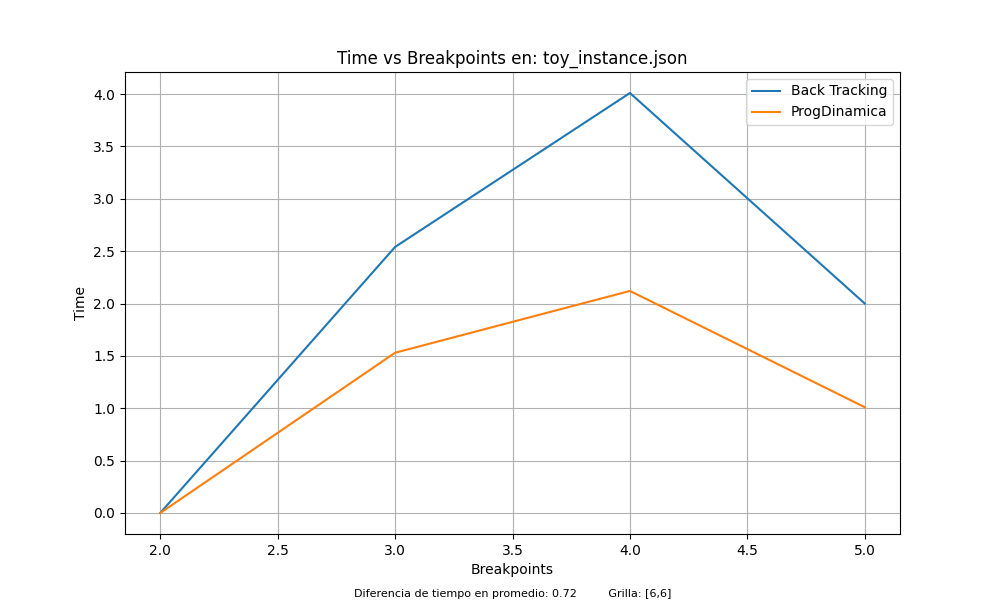 Time vs Breakpoints en: toy_instance.json
Back Tracking
ProgDinamica
4.0
3.5
3.0
2.5
2.0
1.5
1.0
0.5
0.0
Time
2.0 2.5 3.0 3.5 4.0 4.5 5.0
Breakpoints
Diferencia de tiempo en promedio: 0.72 Grilla: [6,6]